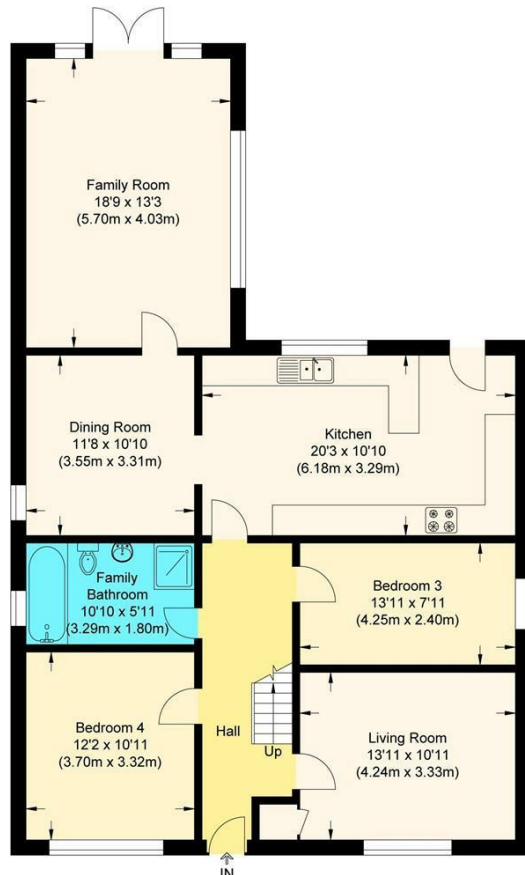 Family Room
18'9 x 13'3
(5.70m x 4.03m)
Dining Room
11'8 x 10'10
(3.55m x 3.31m)
Kitchen
20'3 x 10'10
(6.18m x 3.29m)
Family
Bathroom
10'10 x 5'11
(3.29m x 1.80m)
Bedroom 3
13'11 x 7'11
(4.25m x 2.40m)
Bedroom 4
12'2 x 10'11
(3.70m x 3.32m)
Hall
Up
Living Room
13'11 x 10'11
(4.24m x 3.33m)
IN